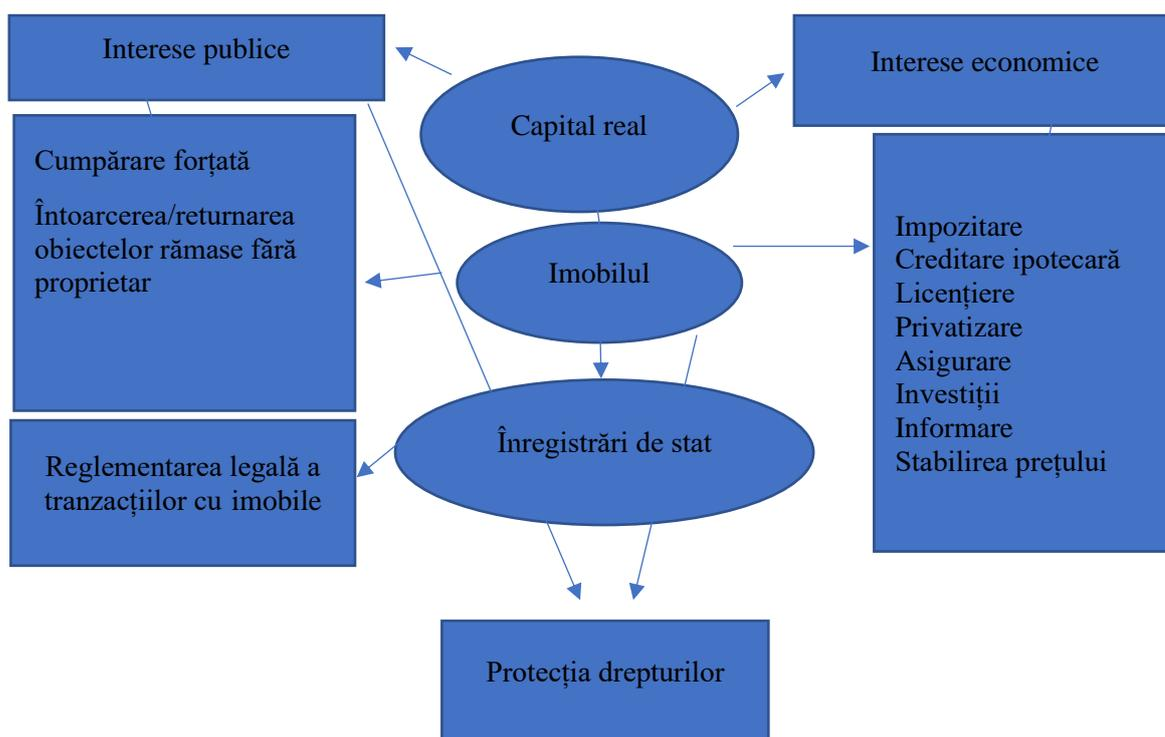 Interese publice
Capital real
Interese economice
Cumpărare forțată
Întoarcerea/returnarea
obiectelor rămase fără
proprietar
Imobilul
Impozitare
Creditare ipotecară
Licențiere
Privatizare
Asigurare
Investiții
Informare
Stabilirea prețului
Înregistrări de stat
Reglementarea legală a
tranzacțiilor cu imobile
Protecția drepturilor